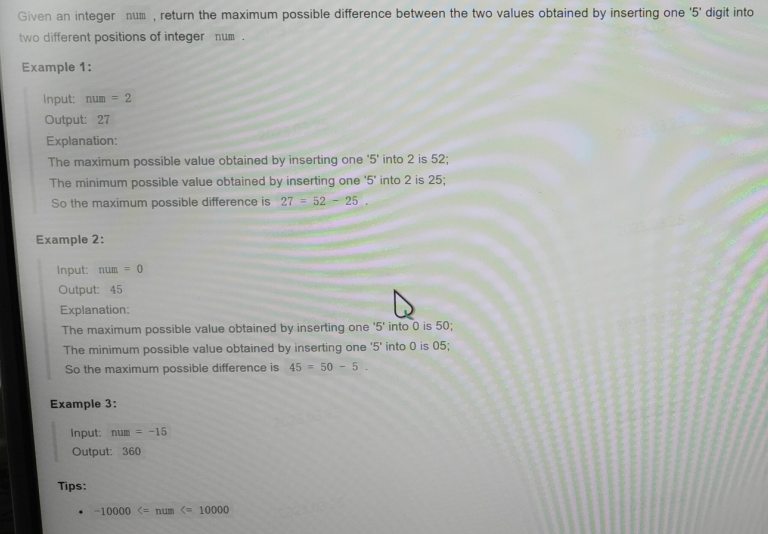 Given an integer num , return the maximum possible difference between the two values obtained by inserting one '5' digit into
two different positions of integer num .
Example 1:
Input: num = 2
Output: 27
Explanation:
The maximum possible value obtained by inserting one '5' into 2 is 52;
The minimum possible value obtained by inserting one '5' into 2 is 25;
So the maximum possible difference is 27 = 52 - 25 .
Example 2:
Input: num = 0
Output: 45
Explanation:
The maximum possible value obtained by inserting one '5' into 0 is 50;
The minimum possible value obtained by inserting one '5' into 0 is 05;
So the maximum possible difference is 45 = 50 - 5 .
Example 3:
Input: num = -15
Output: 360
Tips:
• -10000 <= num <= 10000